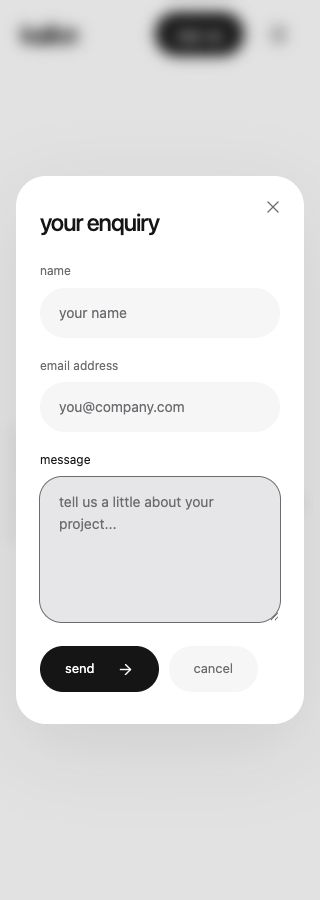 your enquiry
name
your name
email address
you@company.com
message
tell us a little about your
project...
send
cancel